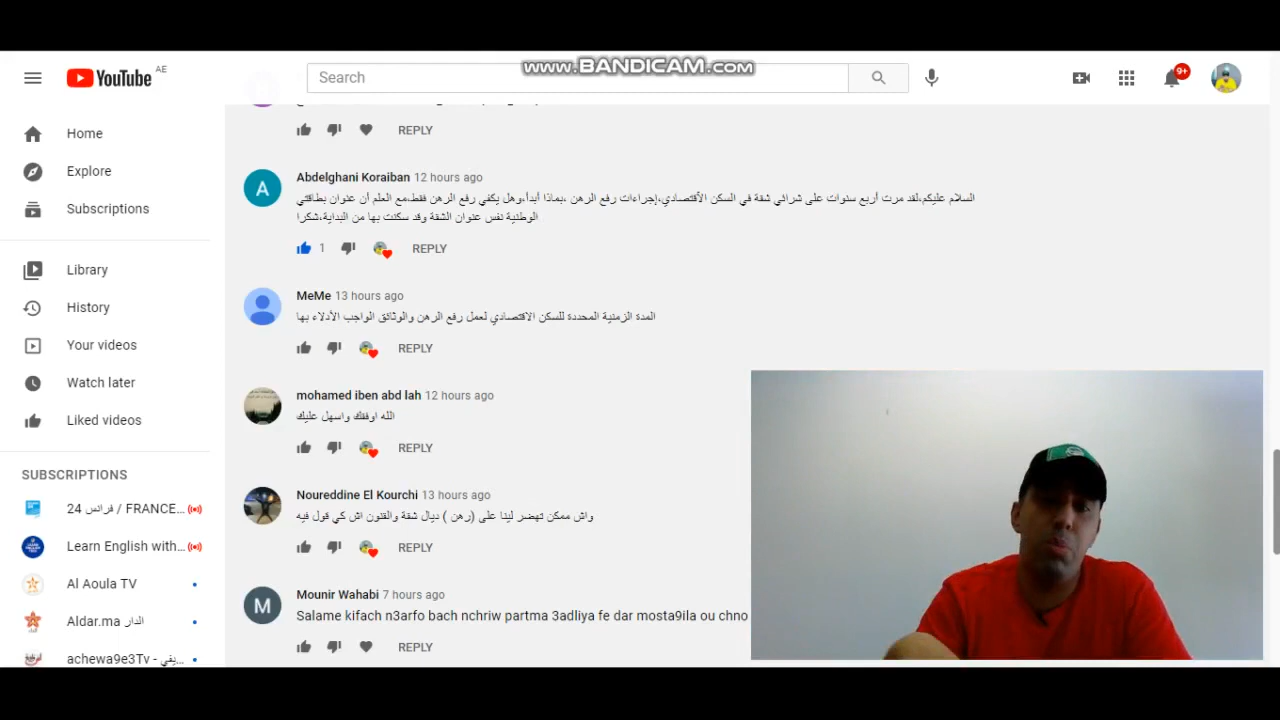 www.BANDICAM.com
YouTube AE
Search
9+
Home
Explore
Subscriptions
Library
History
Your videos
Watch later
Liked videos
SUBSCRIPTIONS
فرانس 24 / FRANCE...
Learn English with...
Al Aoula TV
Aldar.ma الدار
achewa9e3Tv -
REPLY
A
Abdelghani Koraiban 12 hours ago
السلام عليكم،لقد مرت أربع سنوات على شرائي شقة في السكن الأقتصادي،إجراءات رفع الرهن ،بماذا أبدأ،وهل يكفي رفع الرهن فقط،مع العلم أن عنوان بطاقتي
الوطنية نفس عنوان الشقة وقد سكنت بها من البداية،شكرا
1 REPLY
MeMe 13 hours ago
المدة الزمنية المحددة للسكن الاقتصادي لعمل رفع الرهن والوثائق الواجب الأدلاء بها
REPLY
mohamed iben abd lah 12 hours ago
الله اوفقك واسهل عليك
REPLY
Noureddine El Kourchi 13 hours ago
واش ممكن تهضر لينا على (رهن ) ديال شقة والقنون اش كي قول فيه
REPLY
M
Mounir Wahabi 7 hours ago
Salame kifach n3arfo bach nchriw partma 3adliya fe dar mosta9ila ou chno
REPLY